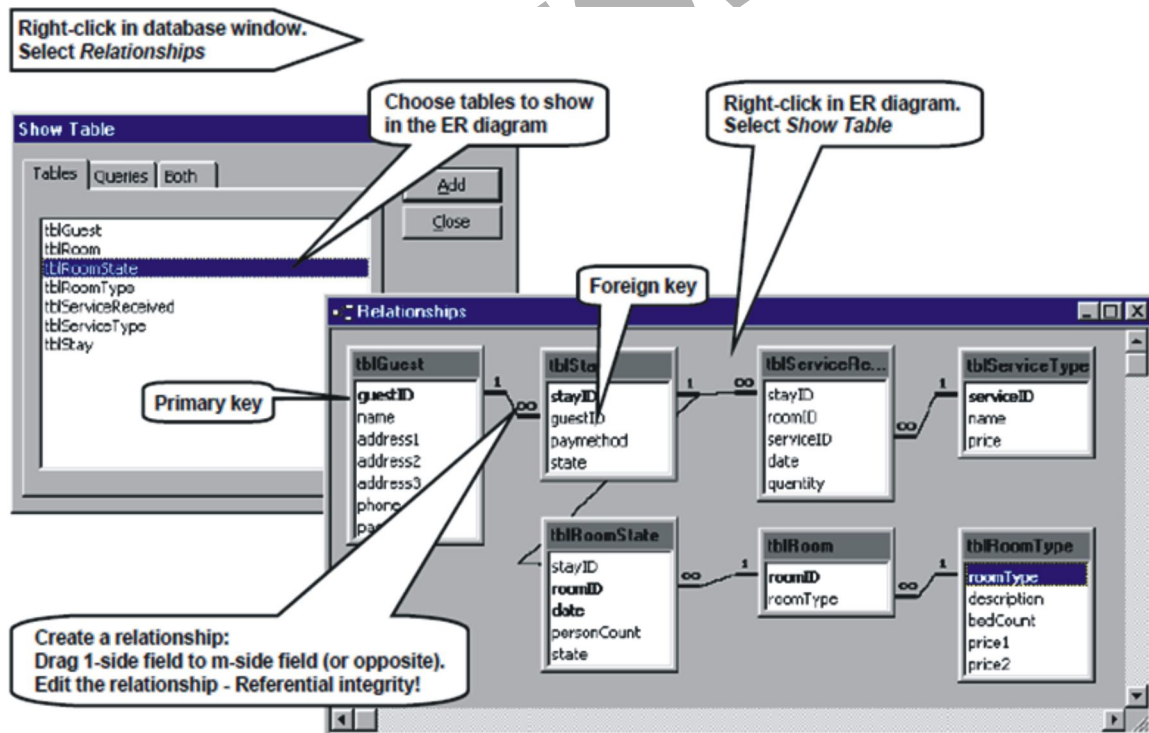 Right-click in database window.
Select Relationships
Choose tables to show
in the ER diagram
Right-click in ER diagram.
Select Show Table
Show Table
Tables
Queries
Both
Add
Close
tblGuest
tblRoom
tblRoomState
tblRoomType
tblServiceReceived
tblServiceType
tblStay
Foreign key
Primary key
Relationships
tblGuest
guestID
name
address1
address2
address3
phone
1
∞
stayID
guestID
paymethod
state
1
∞
tblServiceRe...
stayID
roomID
serviceID
date
quantity
∞
1
tblServiceType
serviceID
name
price
tblRoomState
stayID
roomID
date
personCount
state
∞
1
tblRoom
roomID
roomType
∞
1
tblRoomType
roomType
description
bedCount
price1
price2
Create a relationship:
Drag 1-side field to m-side field (or opposite).
Edit the relationship - Referential integrity!